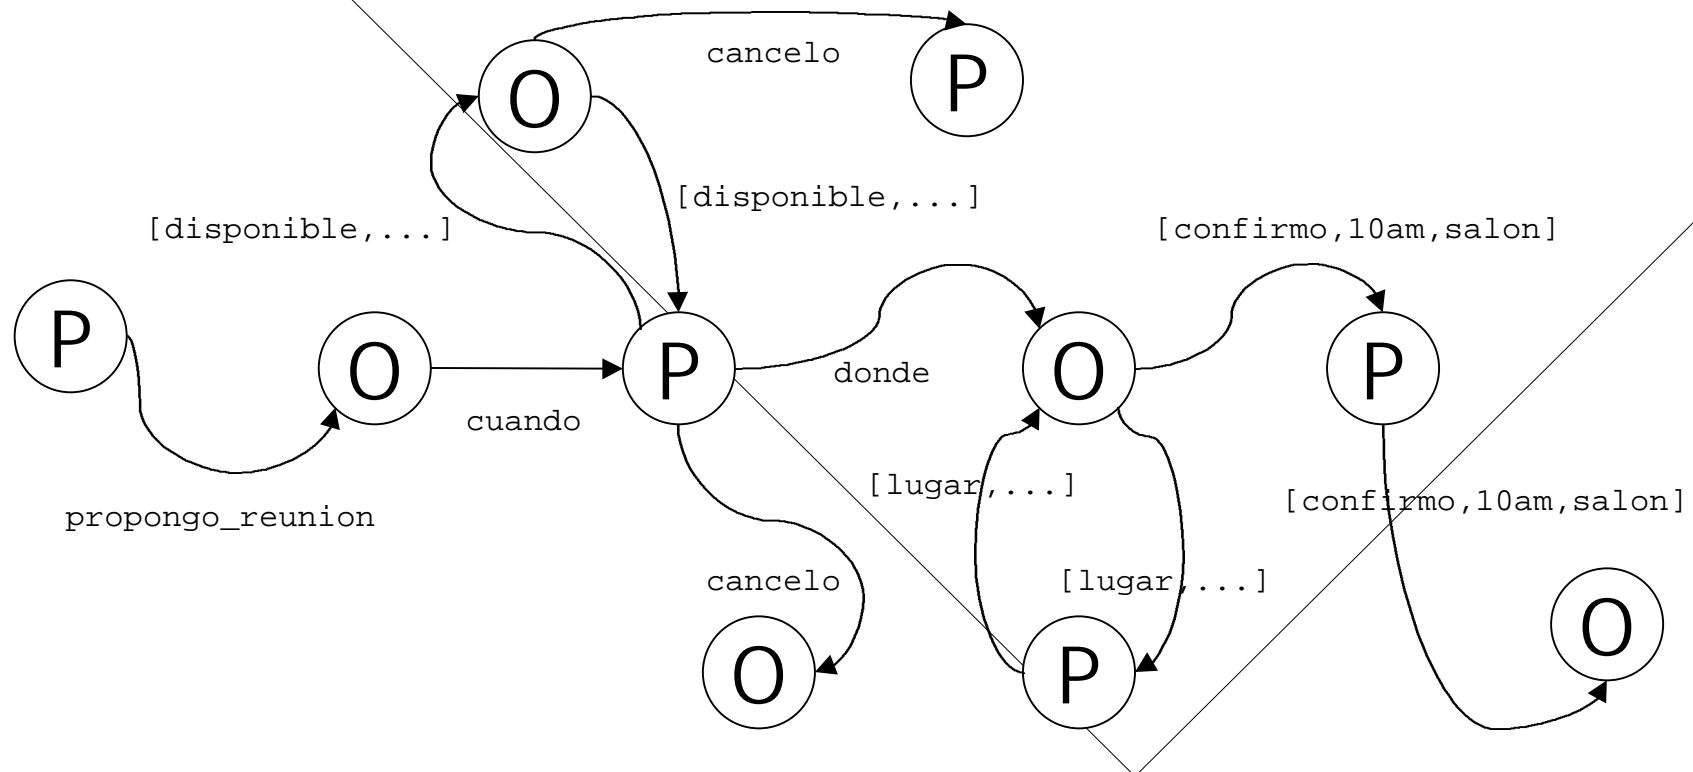 cancelo
O
P
[disponible,...]
[disponible,...]
[confirmo,10am,salon]
P
O
P
donde
O
P
cuando
[lugar,...]
[confirmo,10am,salon]
propongo_reunion
cancelo
[lugar,...]
O
O
P